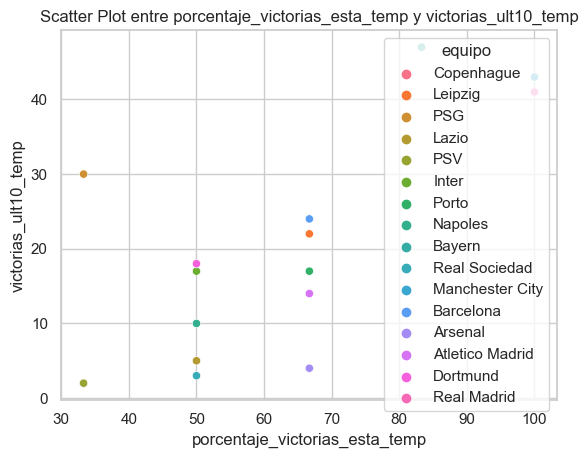 Scatter Plot entre porcentaje_victorias_esta_temp y victorias_ult10_temp
victorias_ult10_temp
40
30
20
10
0
equipo
Copenhague
Leipzig
PSG
Lazio
PSV
Inter
Porto
Napoles
Bayern
Real Sociedad
Manchester City
Barcelona
Arsenal
Atletico Madrid
Dortmund
Real Madrid
30 40 50 60 70 80 90 100
porcentaje_victorias_esta_temp